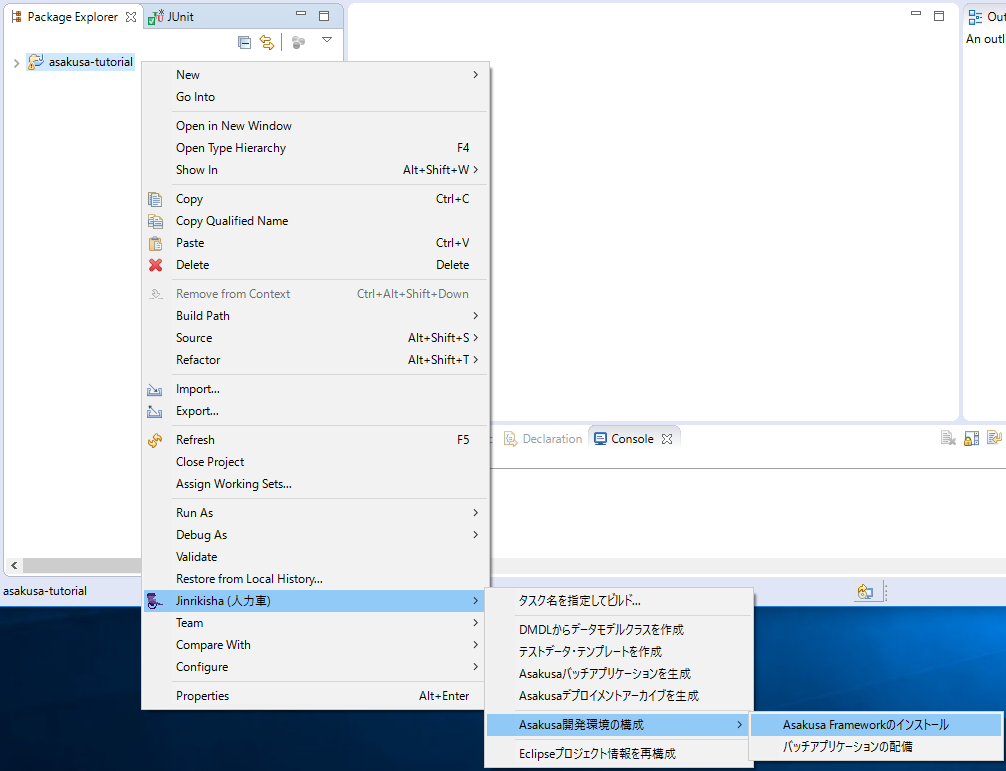 Package Explorer
JUnit
Out
An outl
asakusa-tutorial
New
Go Into
Open in New Window
Open Type Hierarchy F4
Show In Alt+Shift+W
Copy Ctrl+C
Copy Qualified Name
Paste Ctrl+V
Delete Delete
Remove from Context Ctrl+Alt+Shift+Down
Build Path
Source Alt+Shift+S
Refactor Alt+Shift+T
Import...
Export...
Declaration
Console
Refresh F5
Close Project
Assign Working Sets...
Run As
Debug As
Validate
Restore from Local History...
asakusa-tutorial
Jinrikisha (人力車)
Team
Compare With
Configure
Properties Alt+Enter
タスク名を指定してビルド...
DMDLからデータモデルクラスを作成
テストデータ・テンプレートを作成
Asakusaバッチアプリケーションを生成
Asakusaデプロイメントアーカイブを生成
Asakusa開発環境の構成
Eclipseプロジェクト情報を再構成
Asakusa Frameworkのインストール
バッチアプリケーションの配備